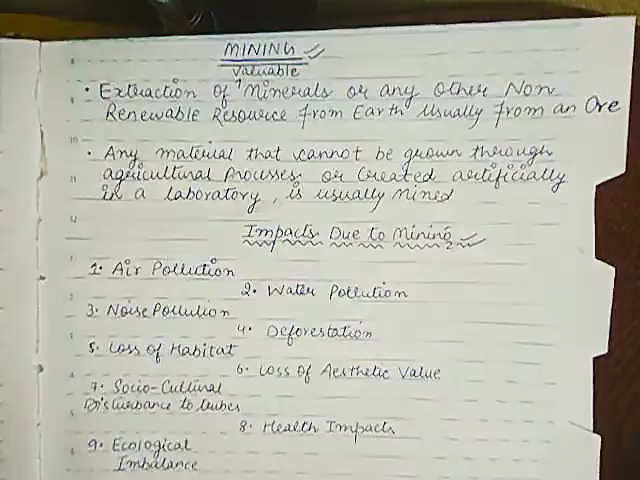 MINING
Valuable
• Extraction of Minerals or any other Non
Renewable Resource from Earth Usually from an Ore
• Any material that cannot be grown through
agricultural processes or Created artificially
in a laboratory, is usually mined
Impacts Due to Mining
1. Air Pollution
2. Water Pollution
3. Noise Pollution
4. Deforestation
5. Loss of Habitat
6. Loss of Aesthetic Value
7. Socio-Cultural
Disturbance to tribes
8. Health Impacts
9. Ecological
Imbalance